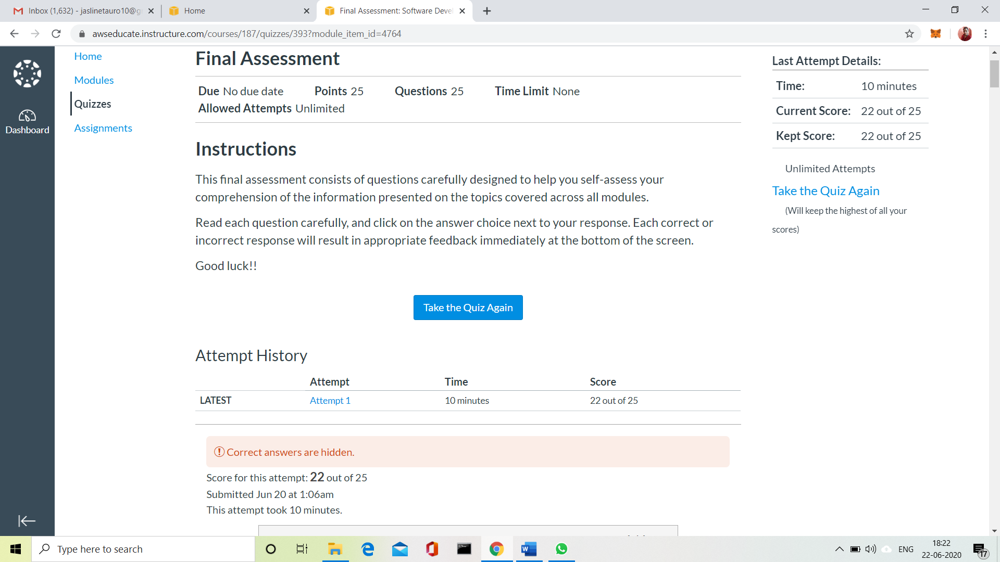 Inbox (1,632) - jaslinetauro10@g
Home
Final Assessment: Software Deve
awseducate.instructure.com/courses/187/quizzes/393?module_item_id=4764
Dashboard
Home
Modules
Quizzes
Assignments
Final Assessment
Due No due date Points 25 Questions 25 Time Limit None
Allowed Attempts Unlimited
Instructions
This final assessment consists of questions carefully designed to help you self-assess your
comprehension of the information presented on the topics covered across all modules.
Read each question carefully, and click on the answer choice next to your response. Each correct or
incorrect response will result in appropriate feedback immediately at the bottom of the screen.
Good luck!!
Take the Quiz Again
Attempt History
Attempt Time Score
LATEST Attempt 1 10 minutes 22 out of 25
Correct answers are hidden.
Score for this attempt: 22 out of 25
Submitted Jun 20 at 1:06am
This attempt took 10 minutes.
Last Attempt Details:
Time: 10 minutes
Current Score: 22 out of 25
Kept Score: 22 out of 25
Unlimited Attempts
Take the Quiz Again
(Will keep the highest of all your
scores)
Type here to search
ENG
18:22
22-06-2020
17